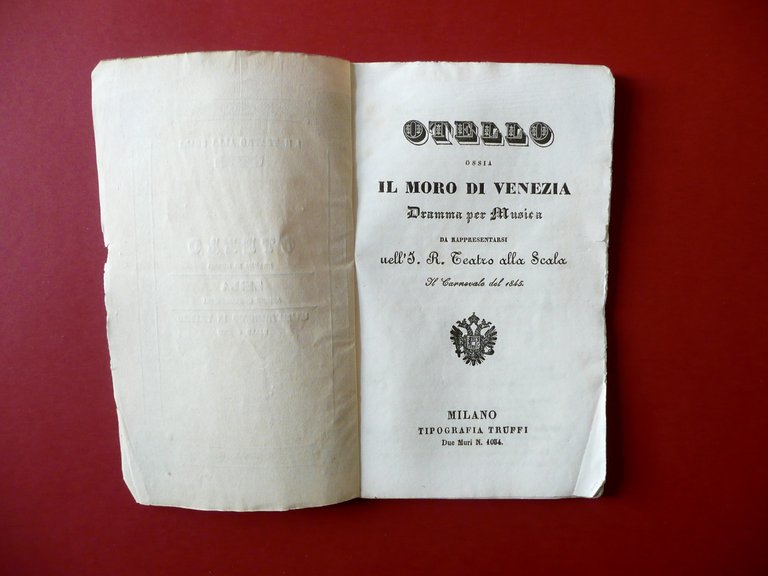 OTELLO
OSSIA
IL MORO DI VENEZIA
Dramma per Musica
DA RAPPRESENTARSI
nell'I. R. Teatro alla Scala
Il Carnevale del 1845.
MILANO
TIPOGRAFIA TRUFFI
Due Muri N. 1034.